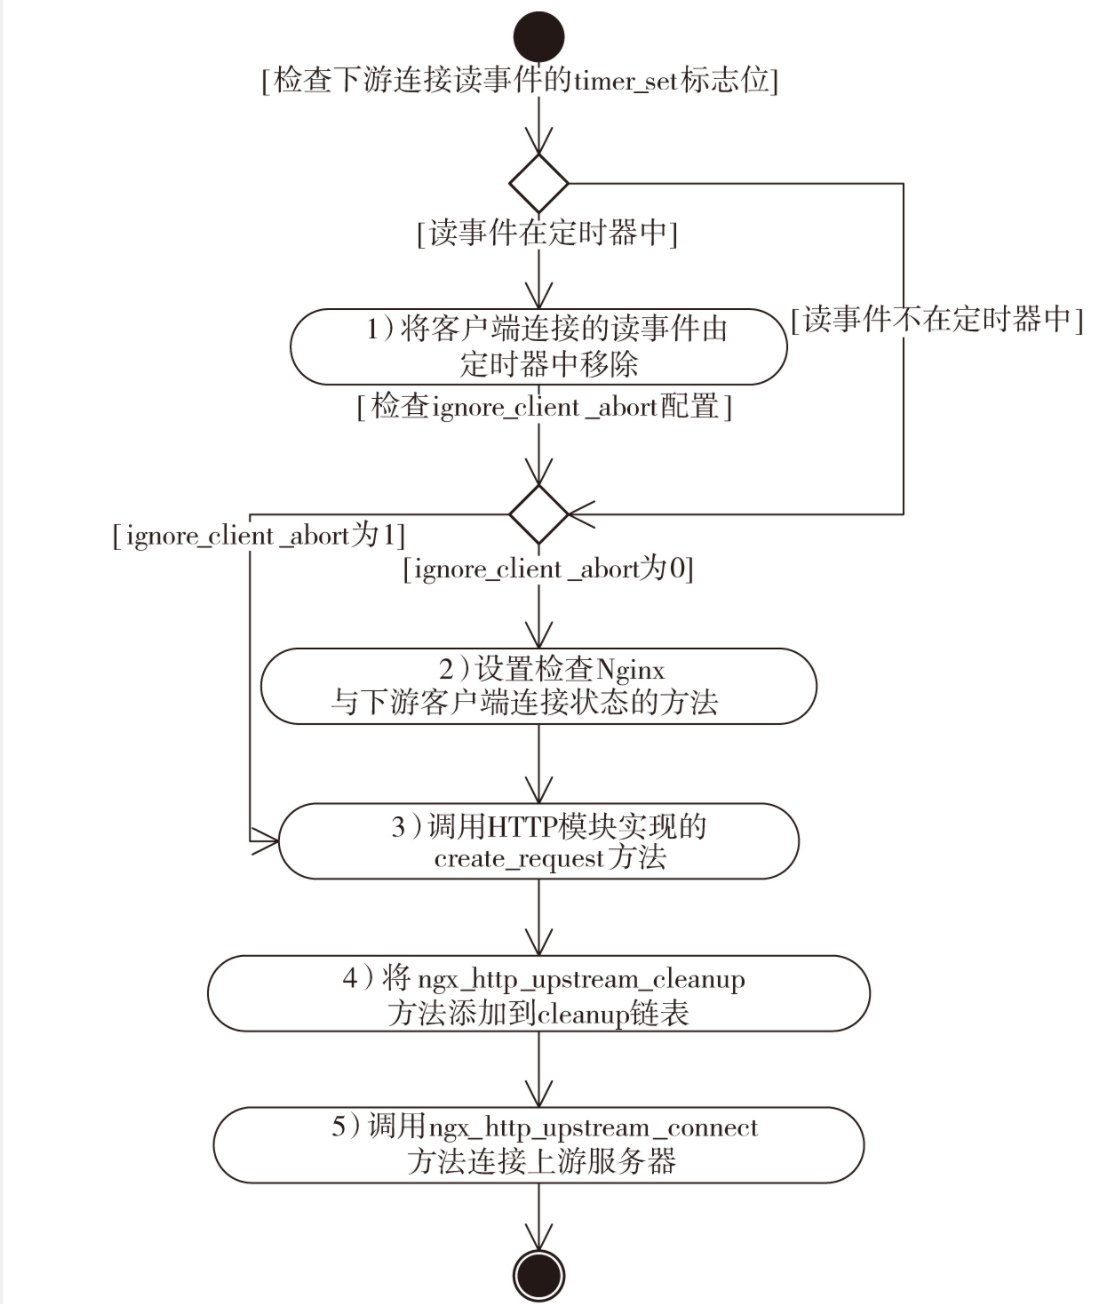 [检查下游连接读事件的timer_set标志位]
[读事件在定时器中]
[读事件不在定时器中]
1)将客户端连接的读事件由
定时器中移除
[检查ignore_client_abort配置]
[ignore_client_abort为1]
[ignore_client_abort为0]
2)设置检查Nginx
与下游客户端连接状态的方法
3)调用HTTP模块实现的
create_request方法
4)将ngx_http_upstream_cleanup
方法添加到cleanup链表
5)调用ngx_http_upstream_connect
方法连接上游服务器